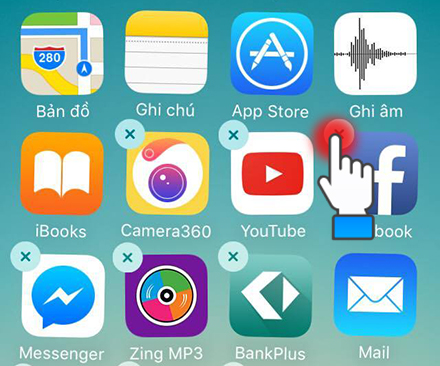 280
Bản đồ
Ghi chú
App Store
Ghi âm
iBooks
Camera360
YouTube
book
Messenger
Zing MP3
BankPlus
Mail